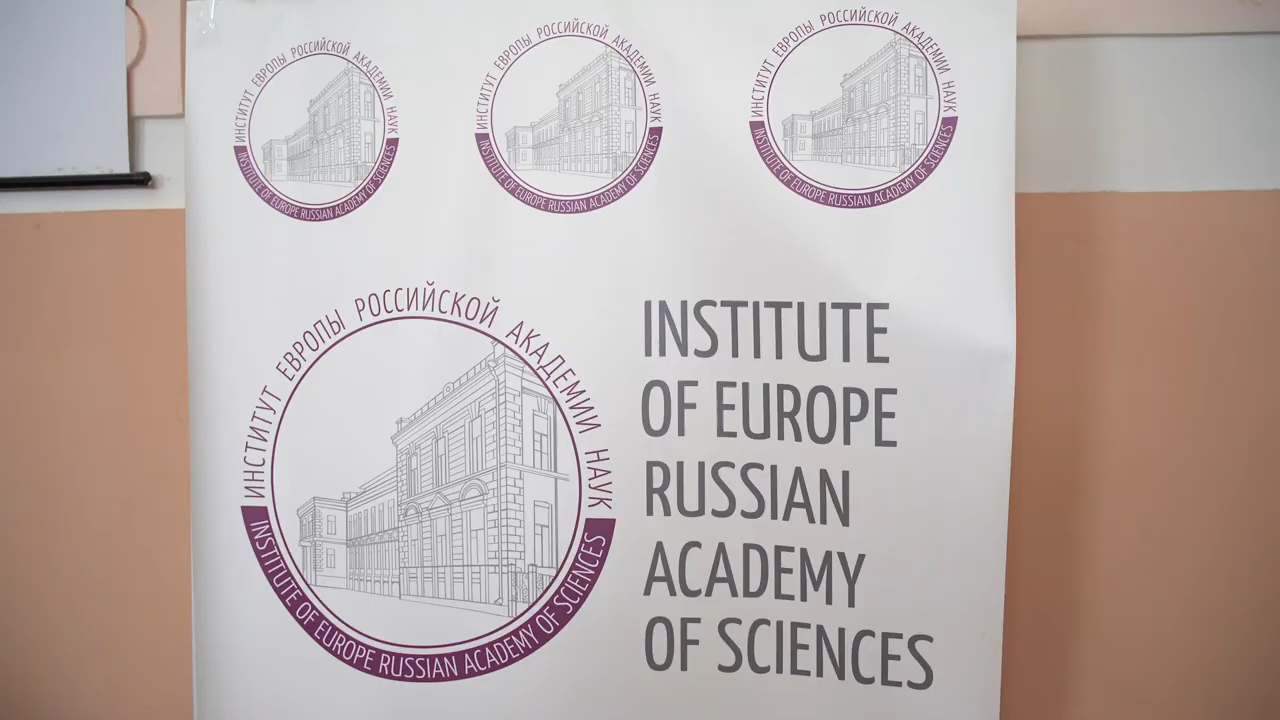 ИНСТИТУТ ЕВРОПЫ РОССИЙСКОЙ АКАДЕМИИ НАУК
INSTITUTE OF EUROPE RUSSIAN ACADEMY OF SCIENCES
ИНСТИТУТ ЕВРОПЫ РОССИЙСКОЙ АКАДЕМИИ НАУК
INSTITUTE OF EUROPE RUSSIAN ACADEMY OF SCIENCES
ИНСТИТУТ ЕВРОПЫ РОССИЙСКОЙ АКАДЕМИИ НАУК
INSTITUTE OF EUROPE RUSSIAN ACADEMY OF SCIENCES
ИНСТИТУТ ЕВРОПЫ РОССИЙСКОЙ АКАДЕМИИ НАУК
INSTITUTE OF EUROPE RUSSIAN ACADEMY OF SCIENCES
INSTITUTE
OF EUROPE
RUSSIAN
ACADEMY
OF SCIENCES